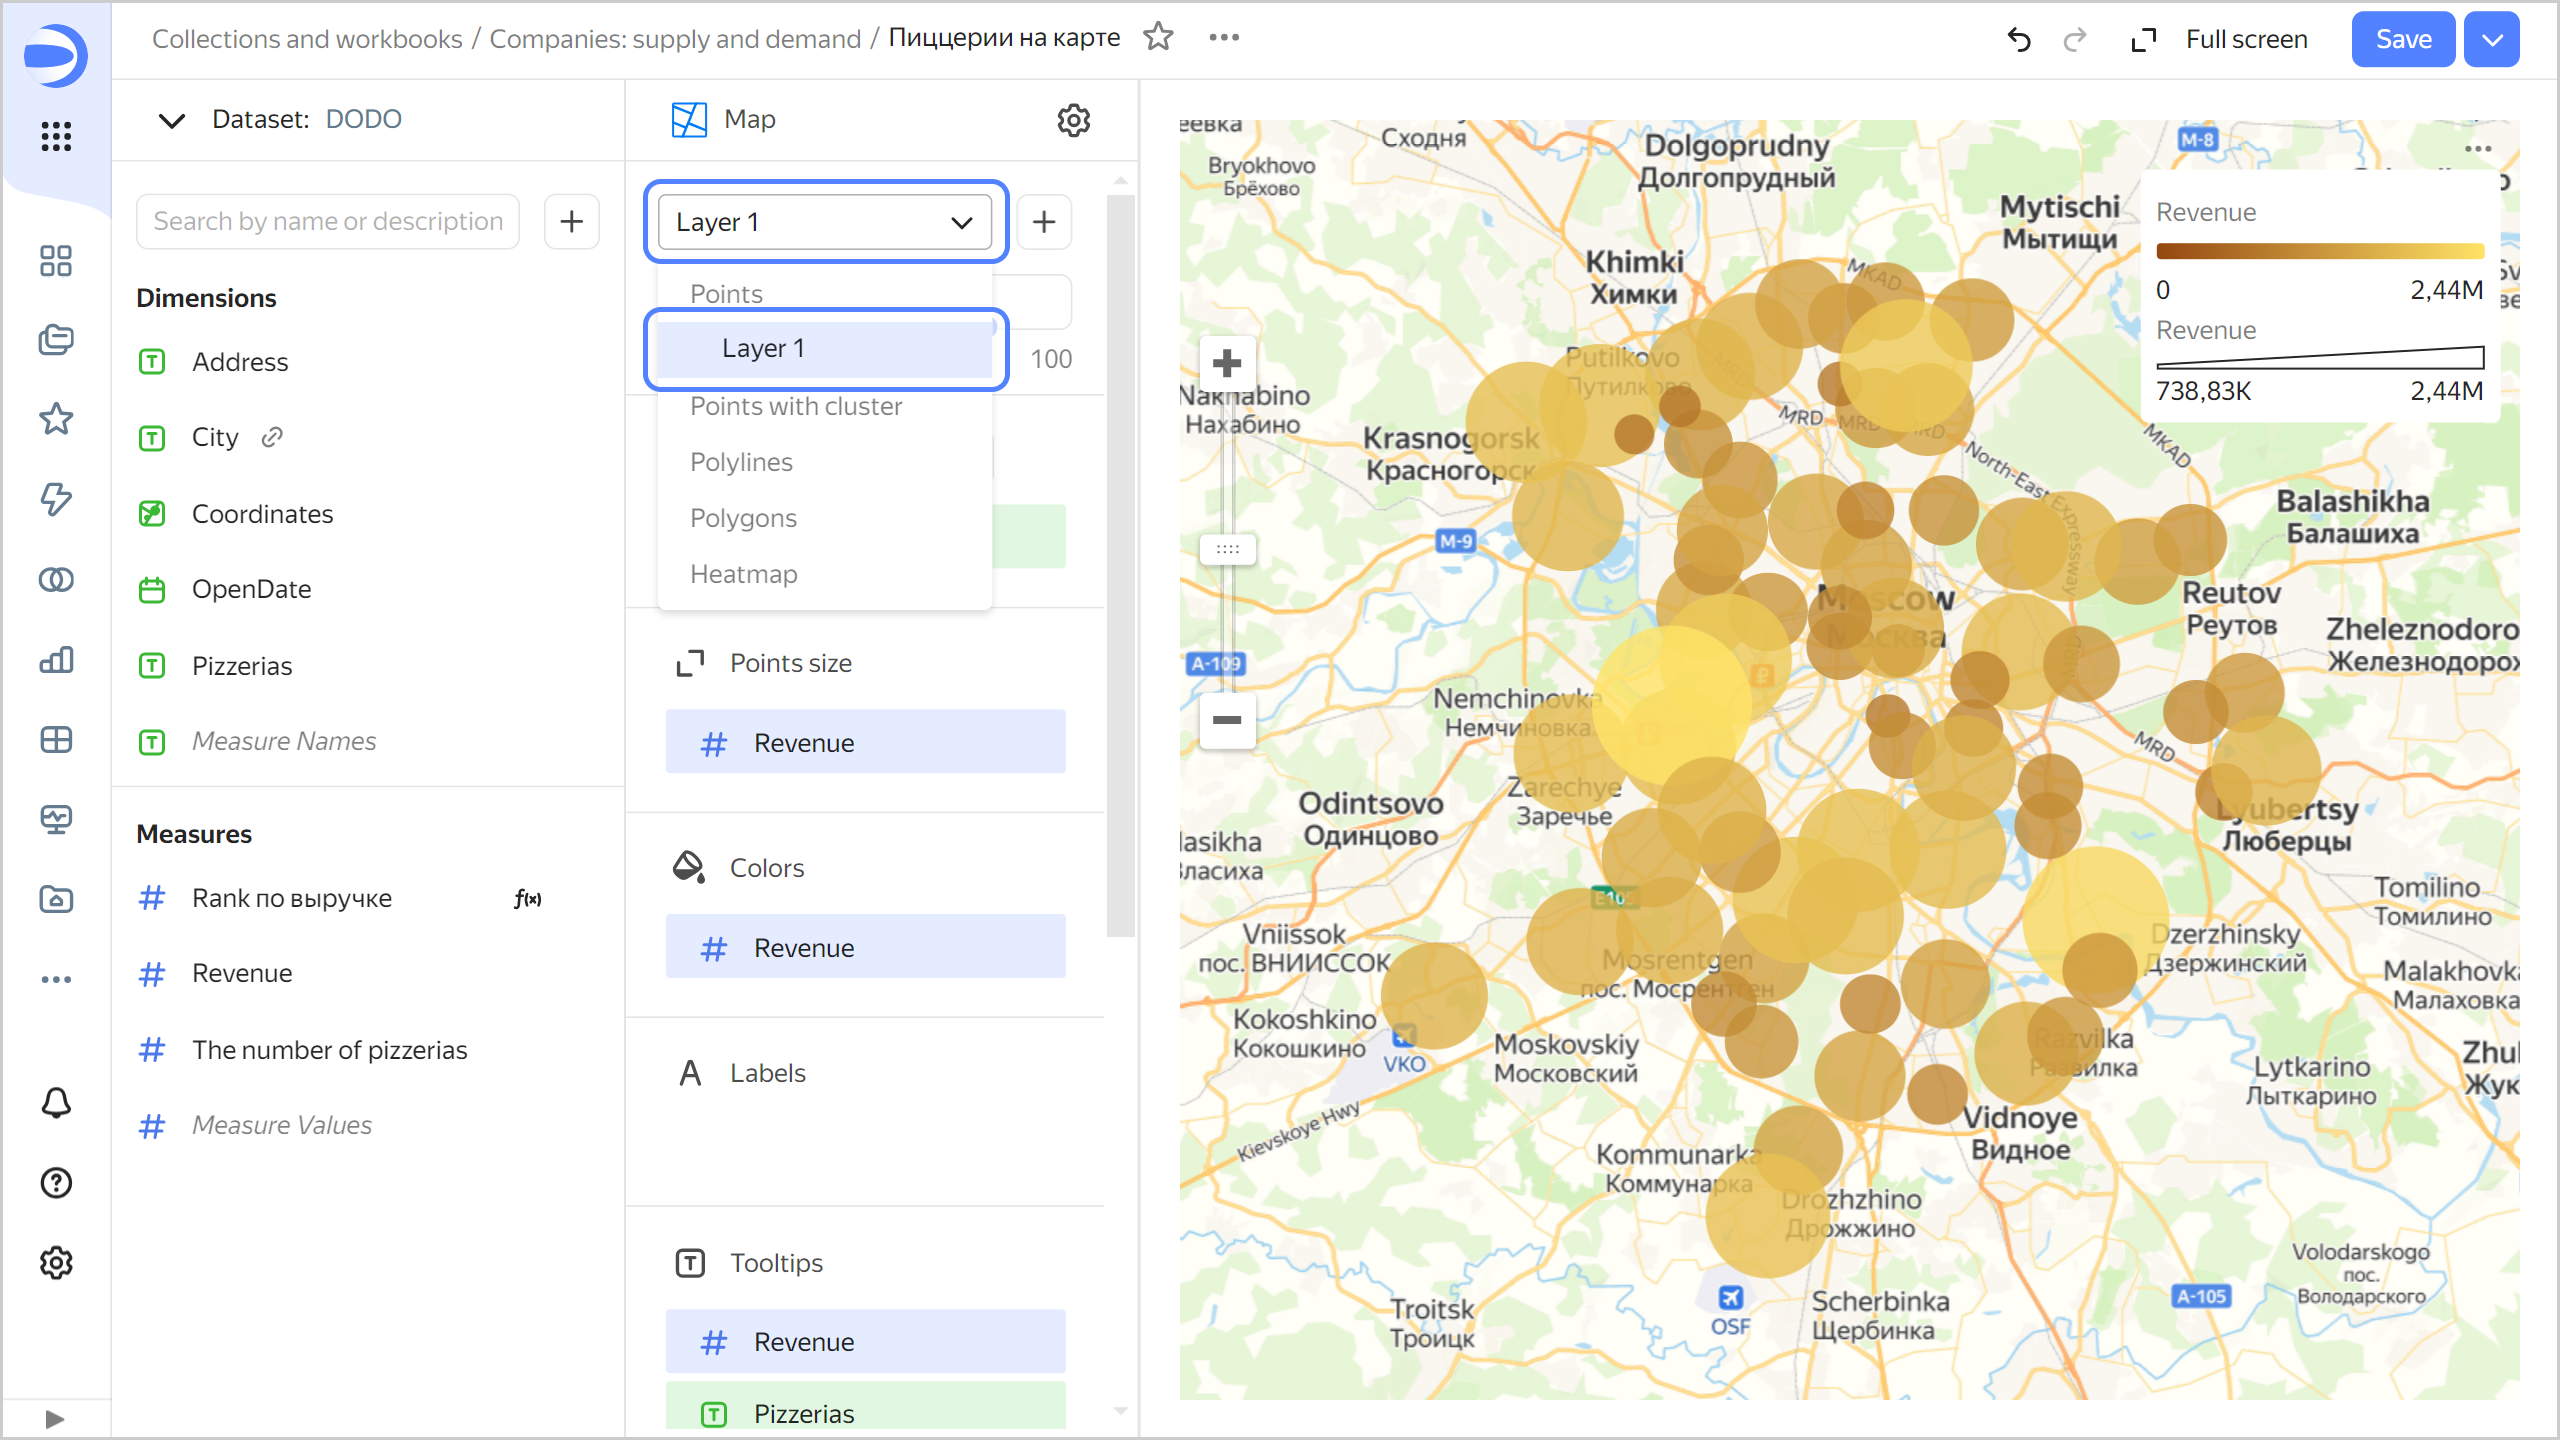 Collections and workbooks / Companies: supply and demand / Пиццерии на карте
Full screen
Save
Dataset: DODO
Search by name or description
Dimensions
Address
City
Coordinates
OpenDate
Pizzerias
Measure Names
Measures
Rank по выручке
f(x)
Revenue
The number of pizzerias
Measure Values
Map
Layer 1
Points
Layer 1
100
Points with cluster
Polylines
Polygons
Heatmap
Points size
Revenue
Colors
Revenue
Labels
Tooltips
Revenue
Pizzerias
Revenue
0
2,44M
Revenue
738,83K
2,44M
Сходня
Bryokhovo
Брёхово
Dolgoprudny
Долгопрудный
M-8
Mytischi
Мытищи
Khimki
Химки
MKAD
Putilkovo
Путилково
MRD
Nakhabino
Нахабино
Krasnogorsk
Красногорск
MRD
MRD
MKAD
North-East Expressway
Balashikha
Балашиха
M-9
Reutov
Реутов
Zheleznodoro
Железнодорож
Moscow
Москва
A-109
Nemchinovka
Немчиновка
Zarechye
Заречье
MRD
Odintsovo
Одинцово
Lyubertsy
Люберцы
lasikha
Власиха
Tomilino
Томилино
Vniissok
пос. ВНИИССОК
Mosrentgen
пос. Мосрентген
Dzerzhinsky
Дзержинский
Malakhovka
Малаховка
Kokoshkino
Кокошкино
VKO
Moskovskiy
Московский
Razvilka
Развилка
Lytkarino
Лыткарино
Zhu
Жук
Kievskoye Hwy
Vidnoye
Видное
Kommunarka
Коммунарка
Drozhzhino
Дрожжино
Volodarskogo
пос.
Володарского
Troitsk
Троицк
OSF
Scherbinka
Щербинка
A-105